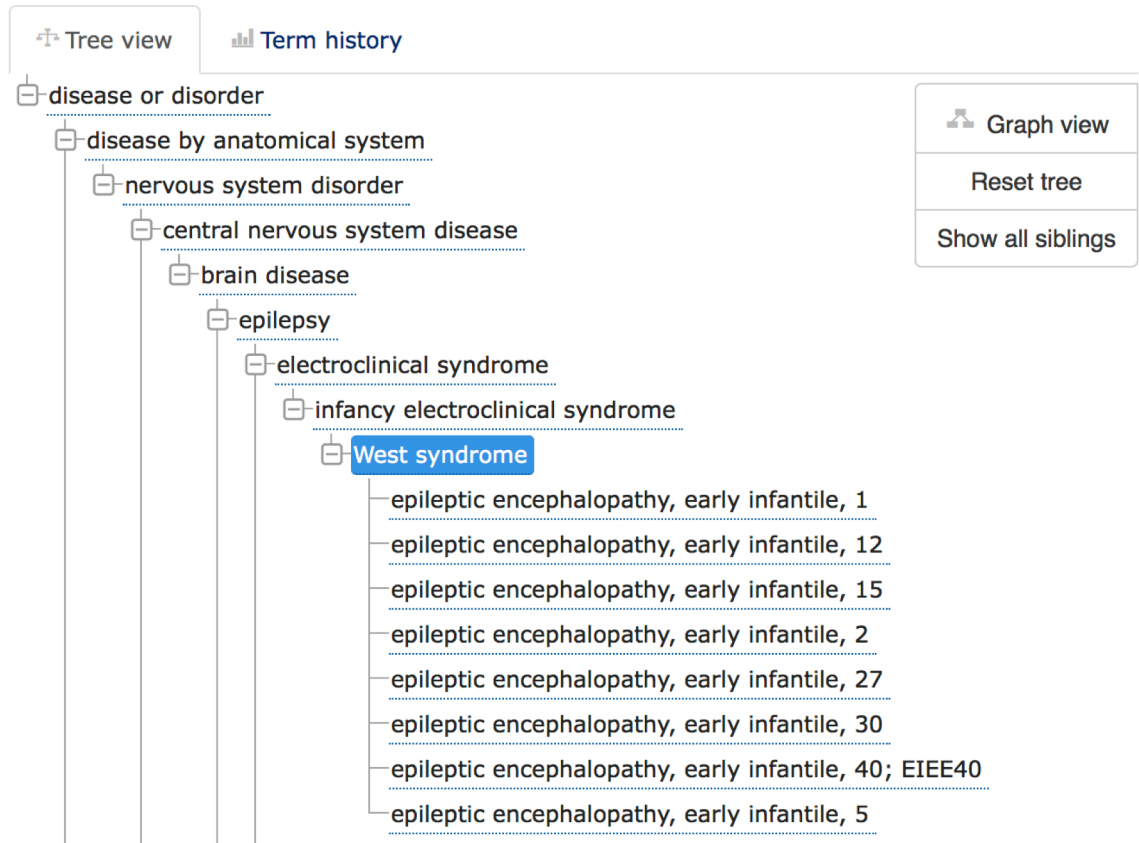 Tree view
Term history
disease or disorder
Graph view
disease by anatomical system
Reset tree
nervous system disorder
central nervous system disease
Show all siblings
brain disease
epilepsy
electroclinical syndrome
infancy electroclinical syndrome
West syndrome
epileptic encephalopathy, early infantile, 1
epileptic encephalopathy, early infantile, 12
epileptic encephalopathy, early infantile, 15
epileptic encephalopathy, early infantile, 2
epileptic encephalopathy, early infantile, 27
epileptic encephalopathy, early infantile, 30
epileptic encephalopathy, early infantile, 40; EIEE40
epileptic encephalopathy, early infantile, 5